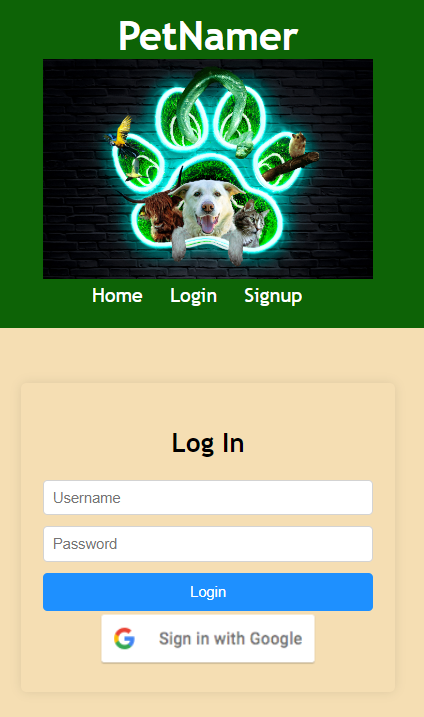 PetNamer
Home Login Signup
Log In
Username
Password
Login
Sign in with Google